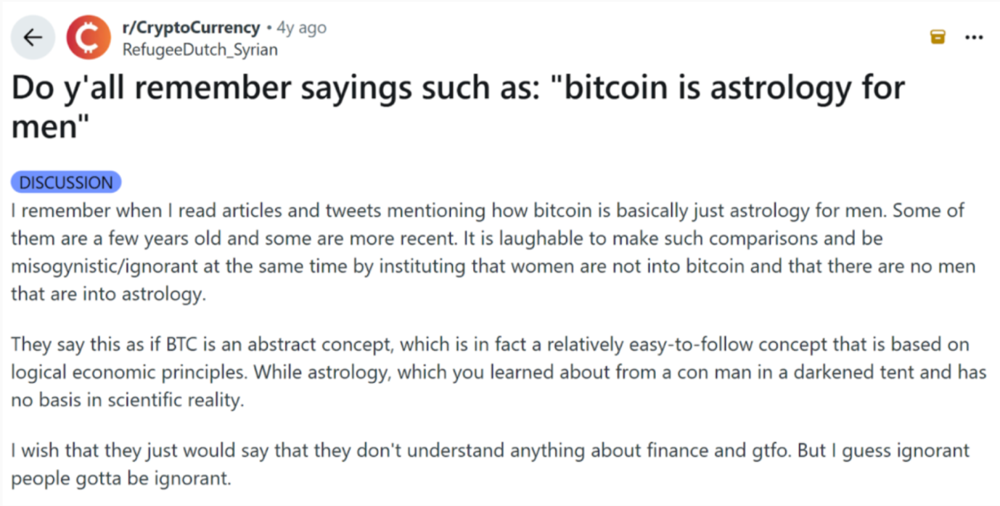 r/CryptoCurrency • 4y ago
RefugeeDutch_Syrian
Do y'all remember sayings such as: "bitcoin is astrology for
men"
DISCUSSION
I remember when I read articles and tweets mentioning how bitcoin is basically just astrology for men. Some of
them are a few years old and some are more recent. It is laughable to make such comparisons and be
misogynistic/ignorant at the same time by instituting that women are not into bitcoin and that there are no men
that are into astrology.
They say this as if BTC is an abstract concept, which is in fact a relatively easy-to-follow concept that is based on
logical economic principles. While astrology, which you learned about from a con man in a darkened tent and has
no basis in scientific reality.
I wish that they just would say that they don't understand anything about finance and gtfo. But I guess ignorant
people gotta be ignorant.